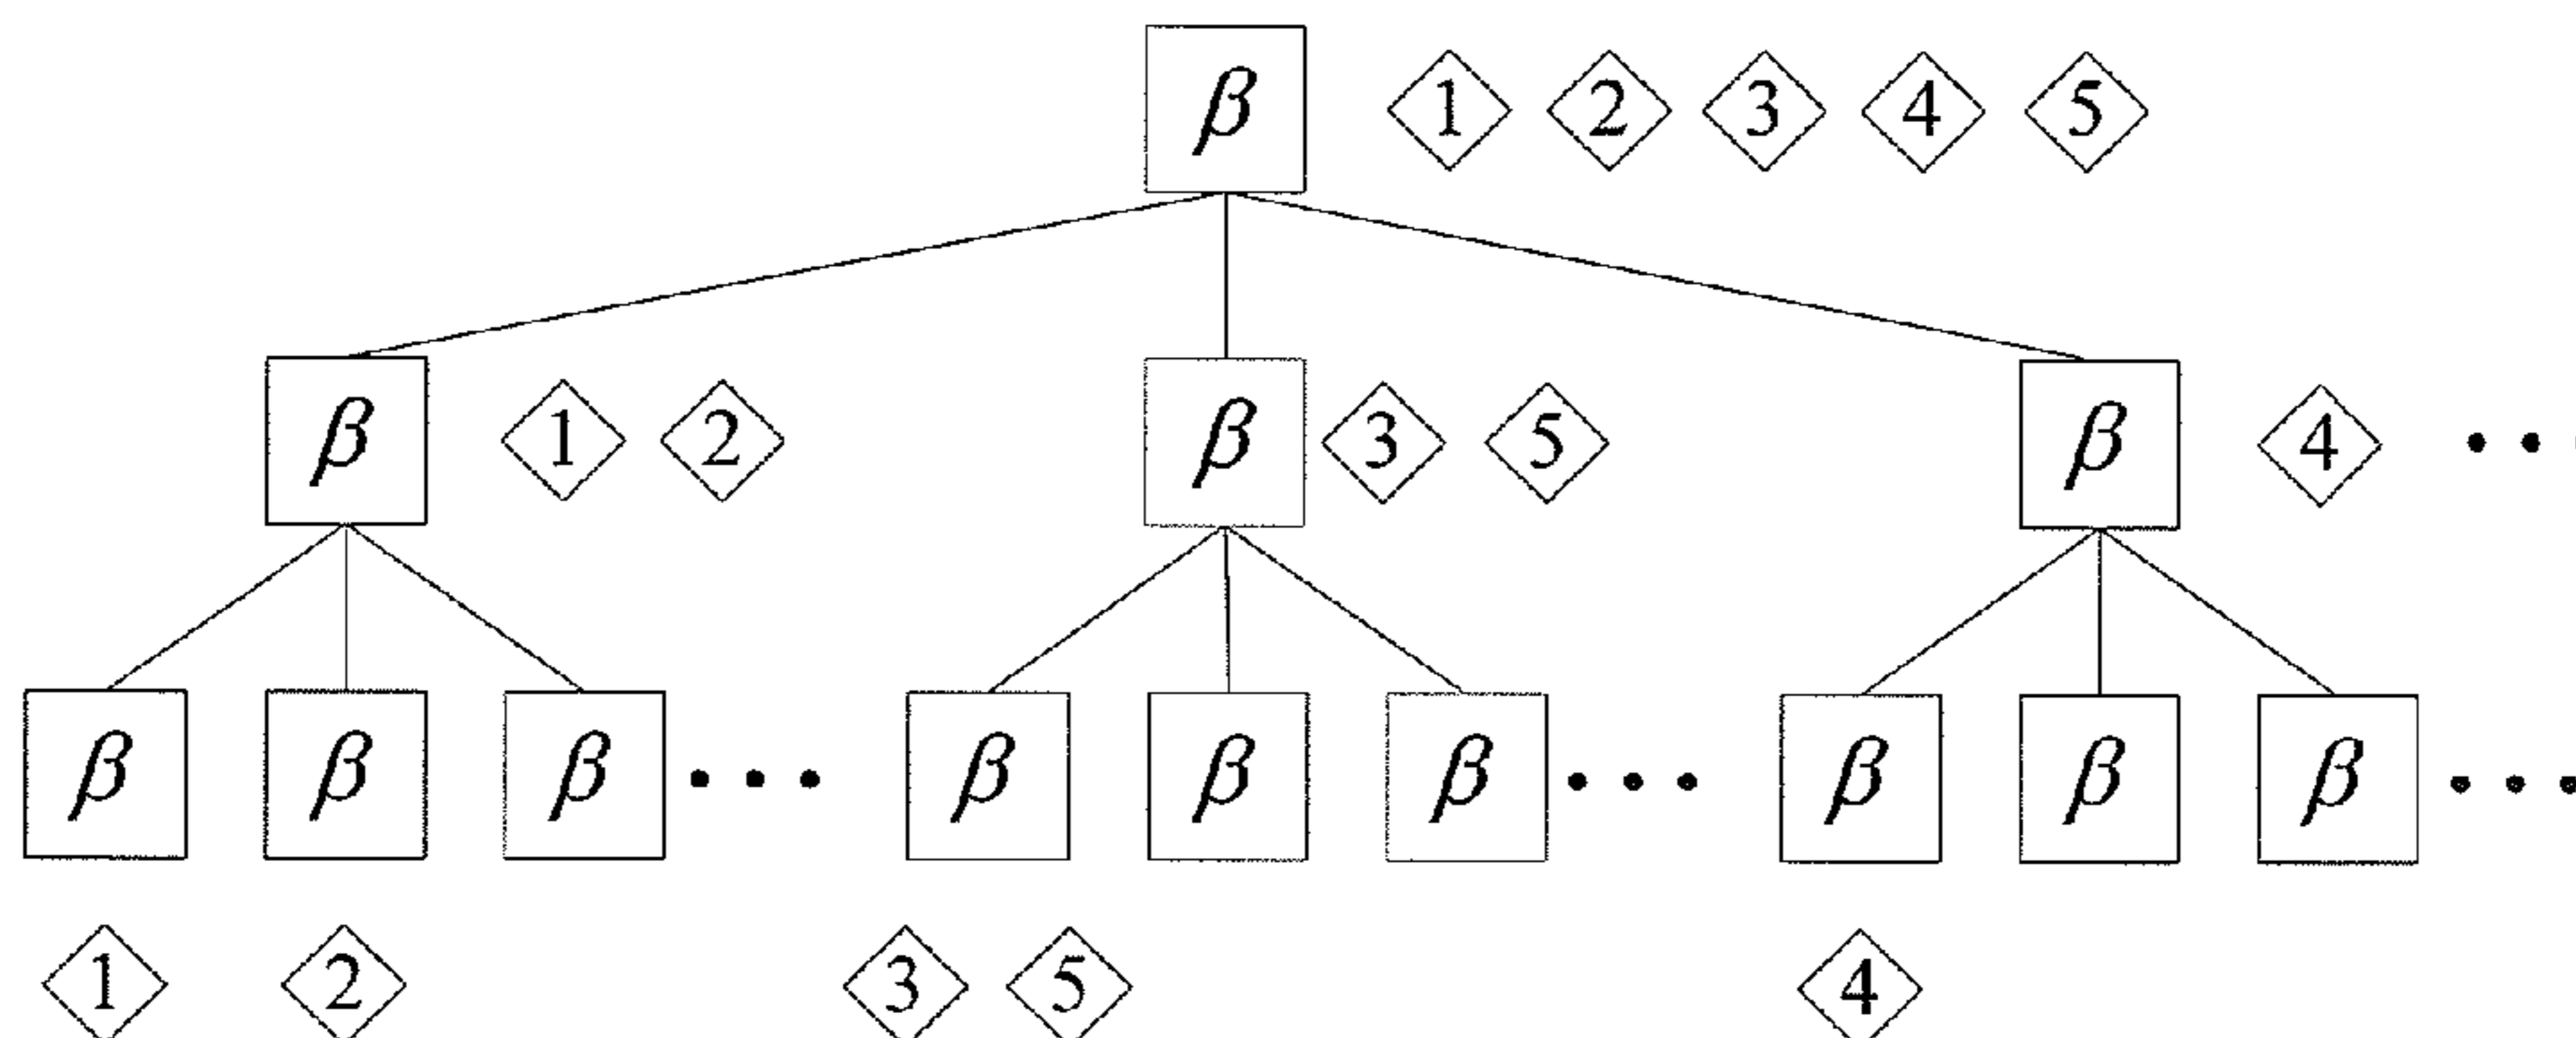 β 1 2 3 4 5
β 1 2 β 3 5 β 4 • •
β β β • • • β β β • • • β β β • • •
1 2 3 5 4